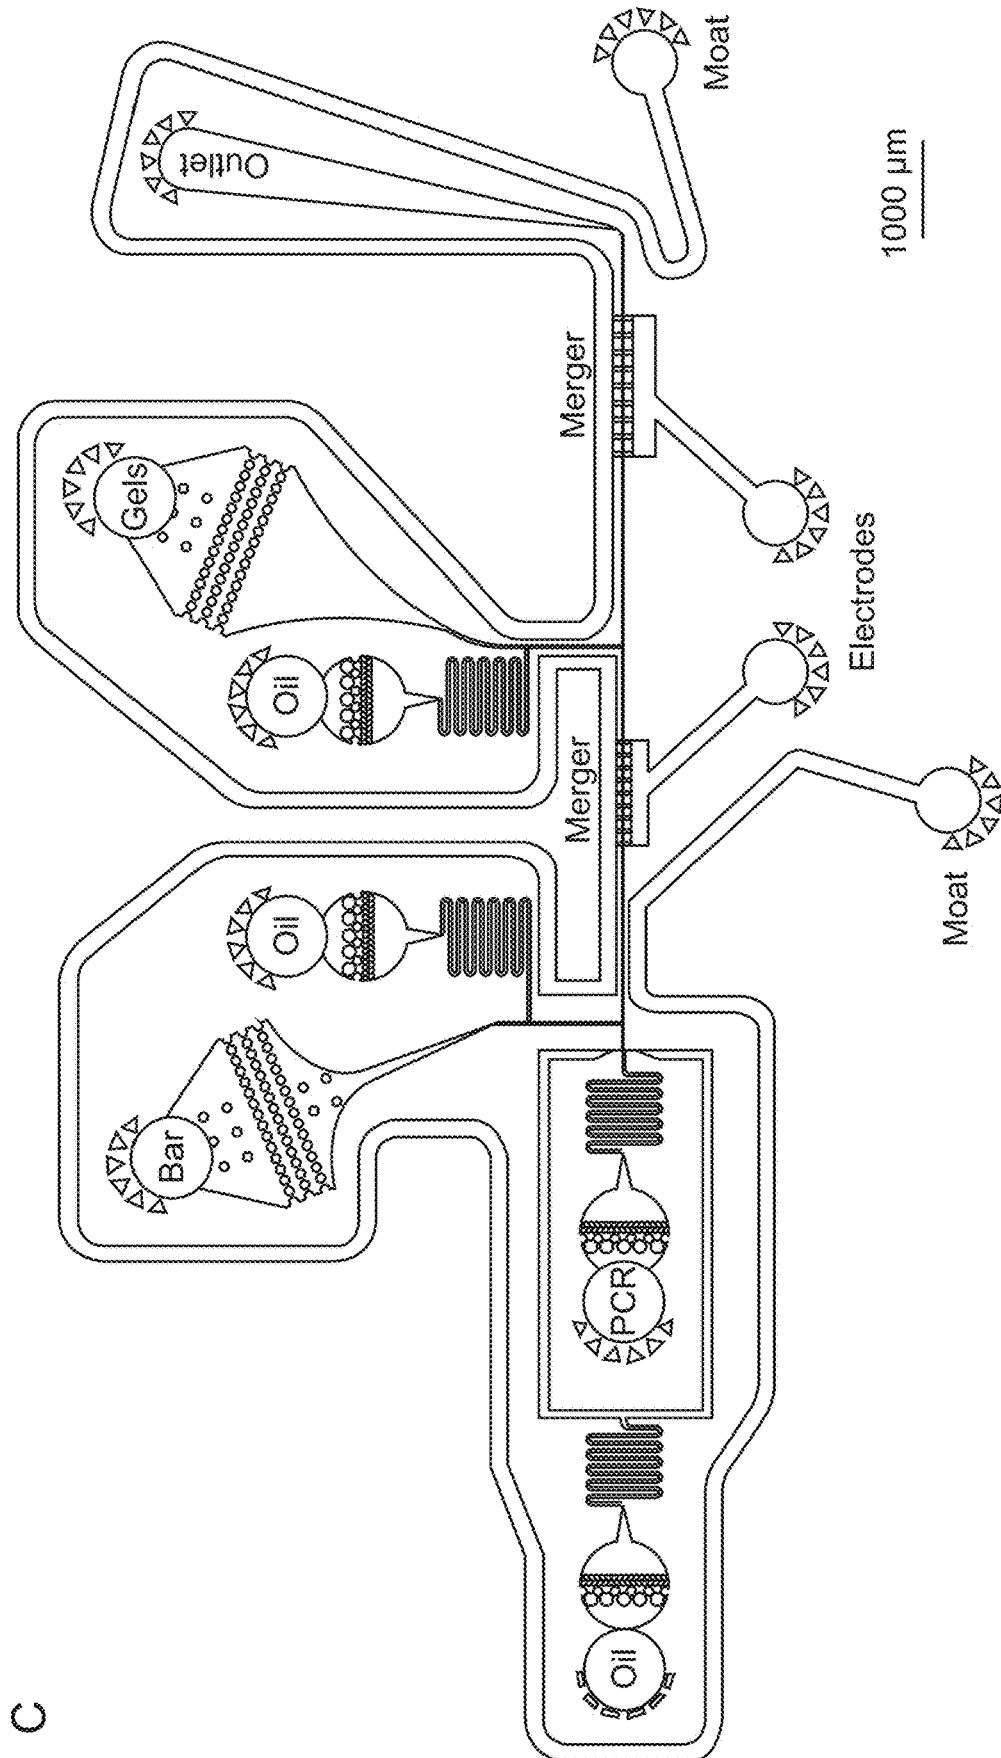 C
Oil
PCR
Bar
Oil
Merger
Oil
Gels
Merger
Outlet
Moat
Electrodes
Moat
1000 µm